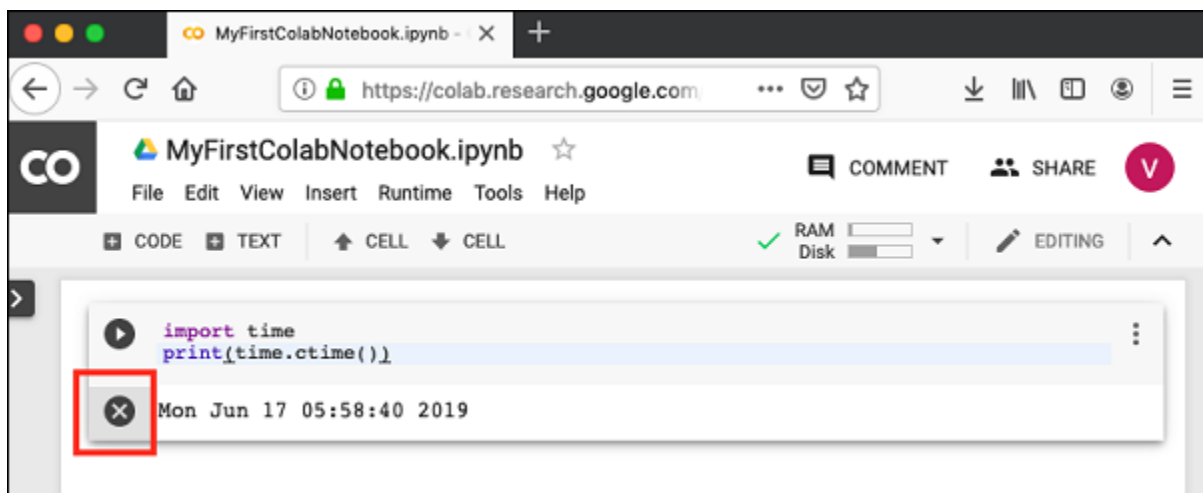 MyFirstColabNotebook.ipynb -
https://colab.research.google.com/
CO MyFirstColabNotebook.ipynb
COMMENT SHARE V
File Edit View Insert Runtime Tools Help
CODE TEXT CELL CELL RAM Disk EDITING
import time
print(time.ctime())
Mon Jun 17 05:58:40 2019